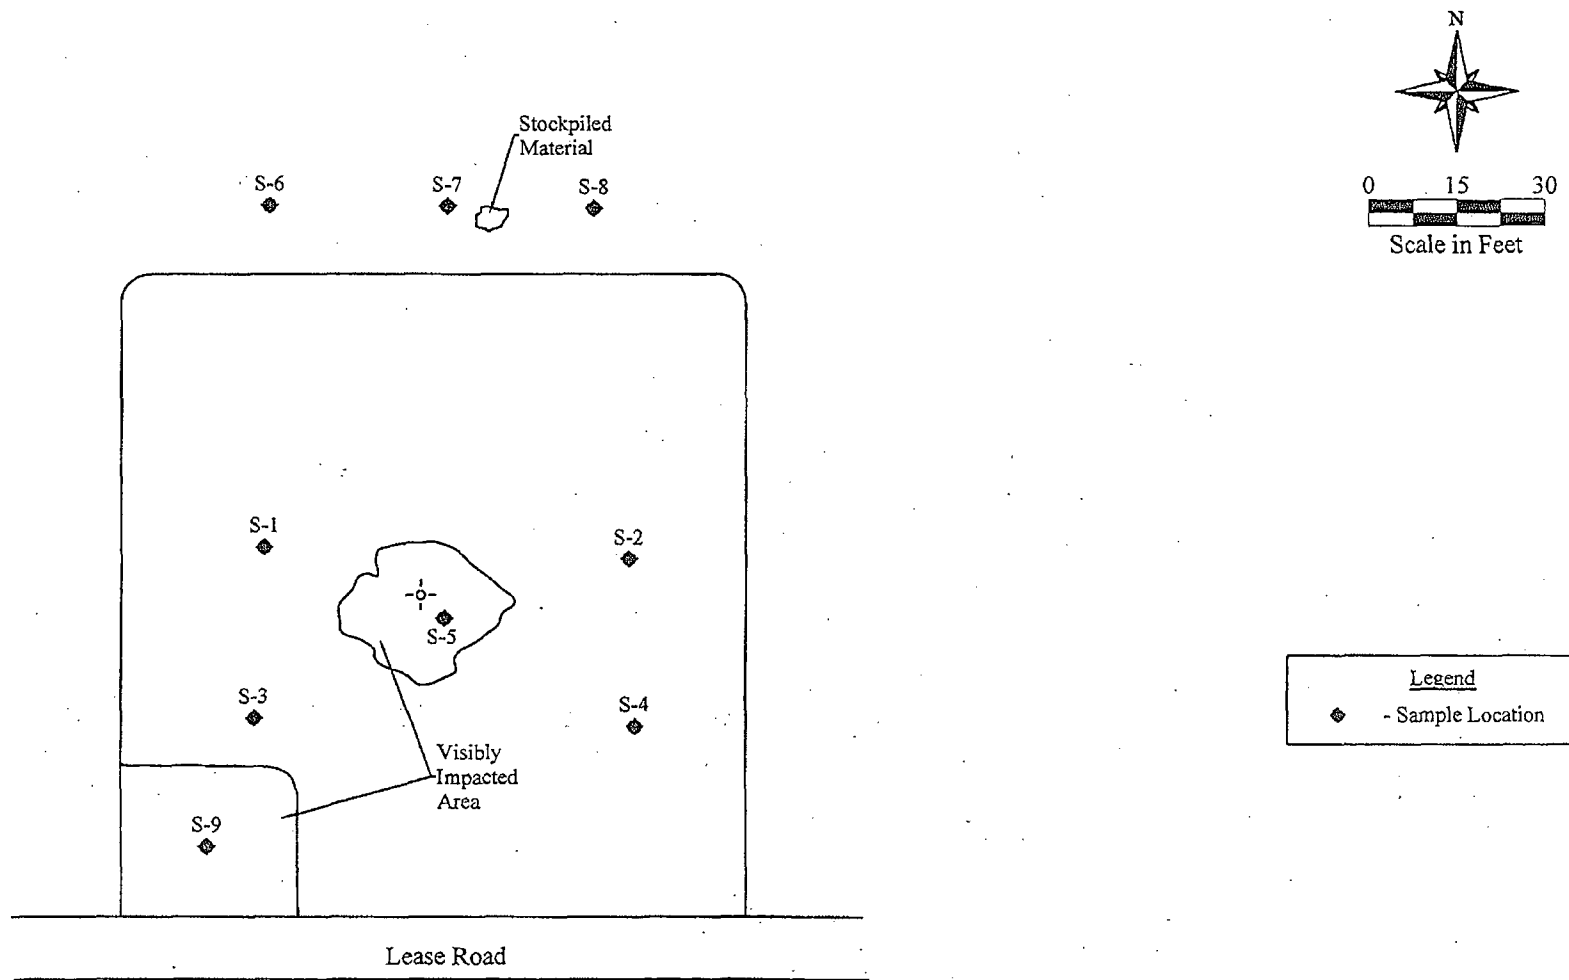 N
Stockpiled
Material
S-6
S-7
S-8
0 15 30
Scale in Feet
S-1
S-2
S-5
S-3
S-4
Legend
- Sample Location
Visibly
Impacted
Area
S-9
Lease Road